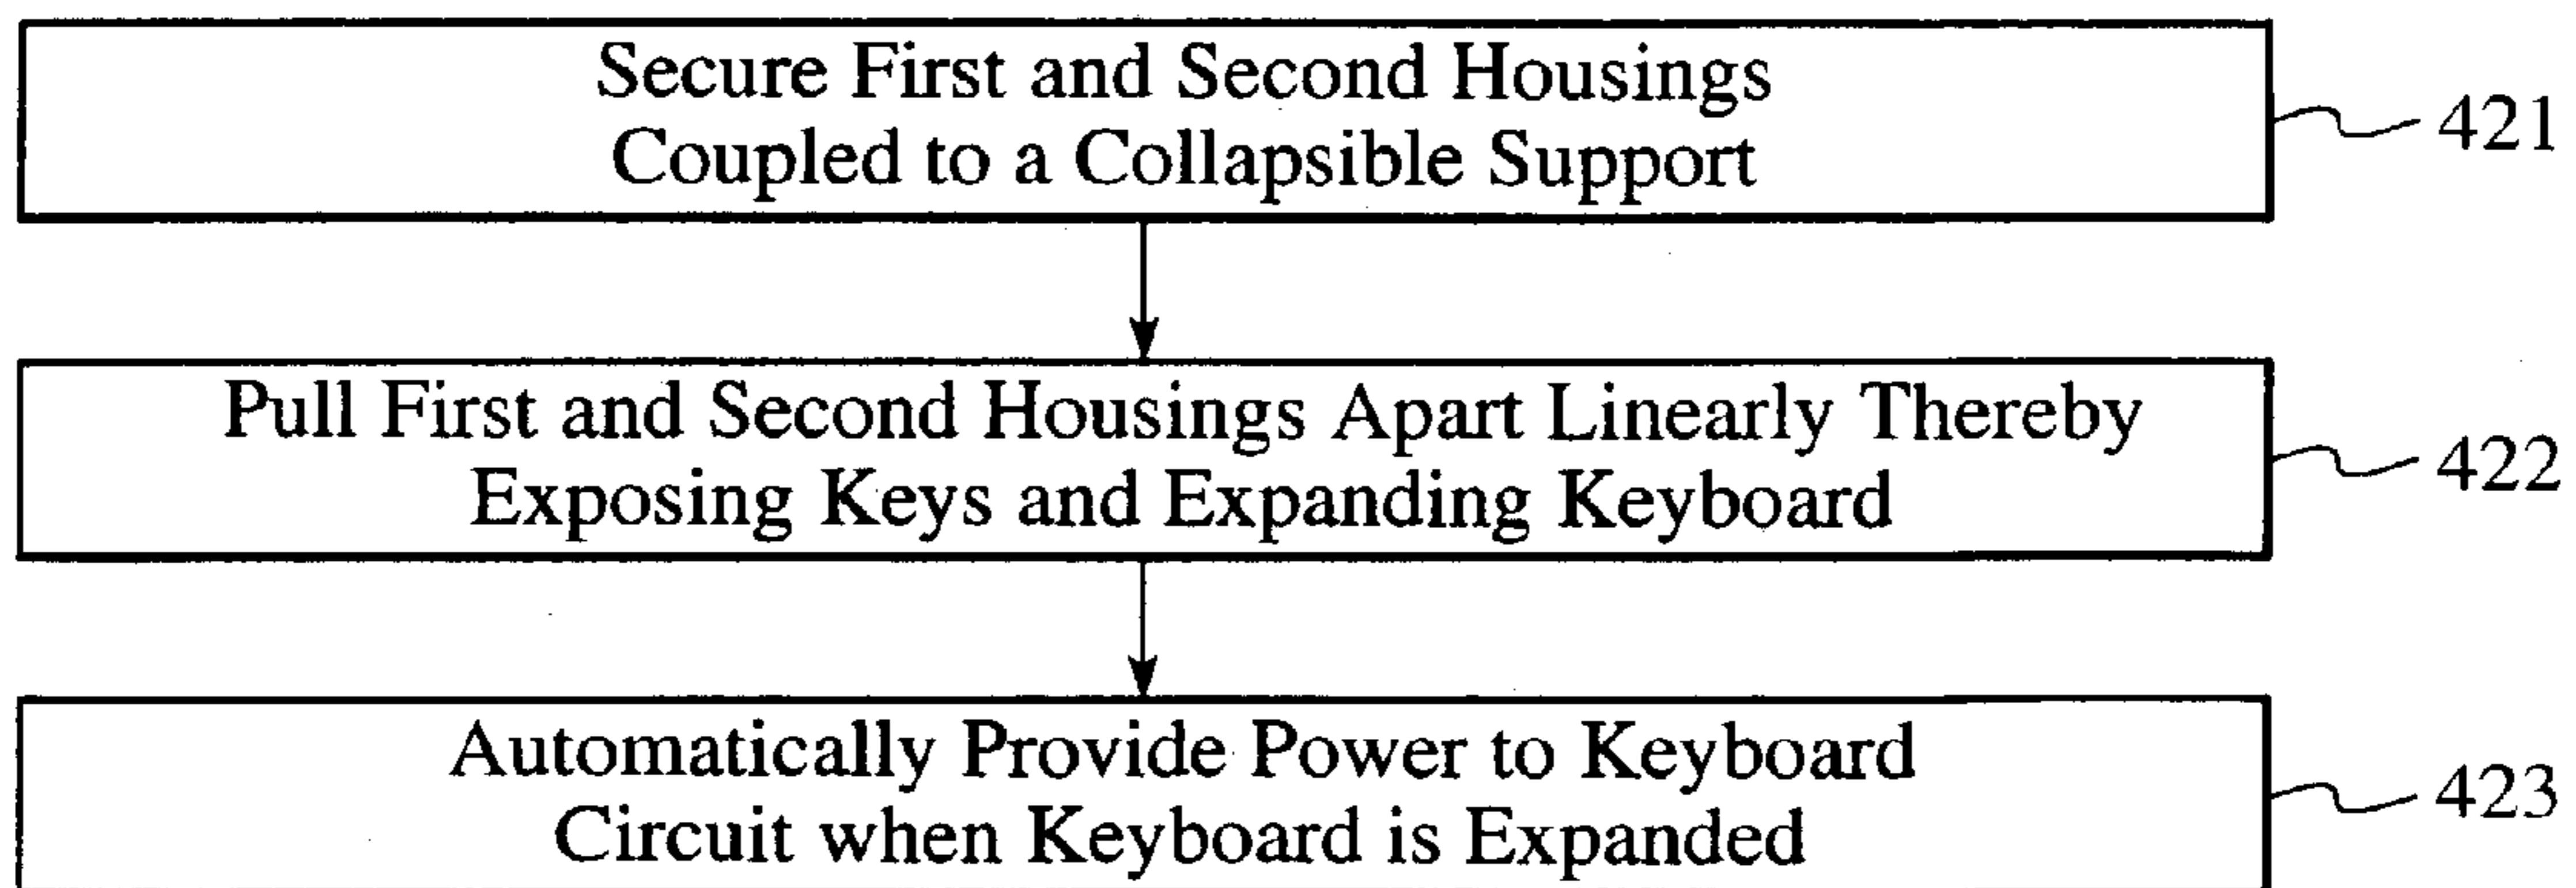 Secure First and Second Housings
Coupled to a Collapsible Support
421
Pull First and Second Housings Apart Linearly Thereby
Exposing Keys and Expanding Keyboard
422
Automatically Provide Power to Keyboard
Circuit when Keyboard is Expanded
423